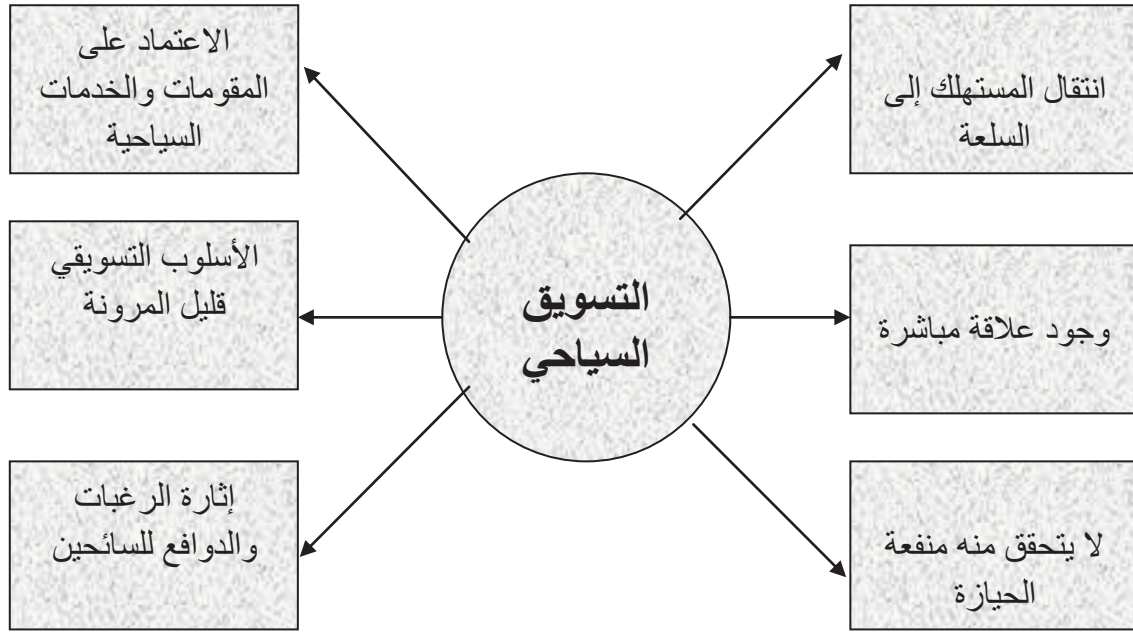 انتقال المستهلك إلى
السلعة
وجود علاقة مباشرة
لا يتحقق منه منفعة
الحيازة
التسويق
السياحي
الاعتماد على
المقومات والخدمات
السياحية
الأسلوب التسويقي
قليل المرونة
إثارة الرغبات
والدوافع للسائحين